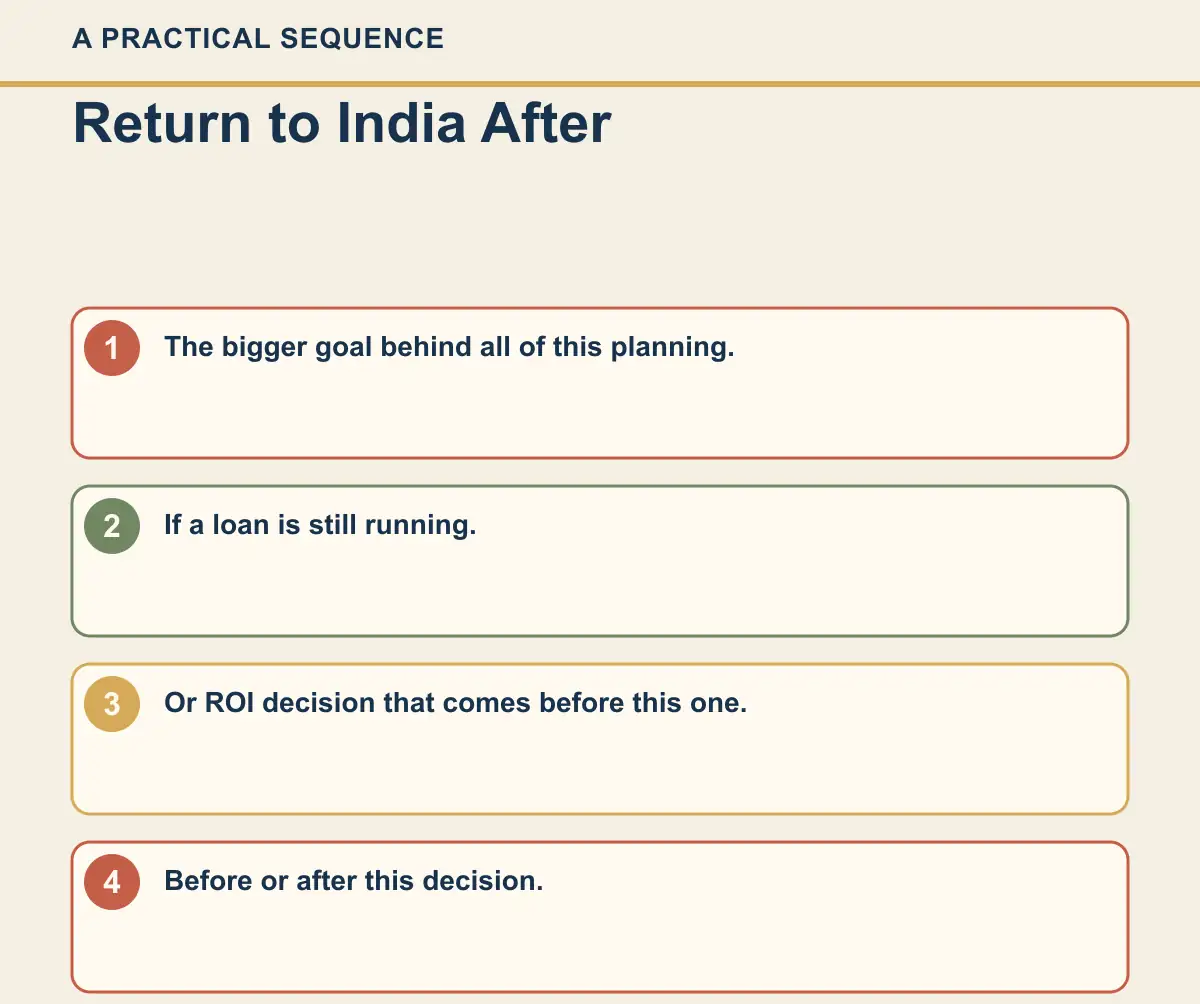 A PRACTICAL SEQUENCE
Return to India After
1
The bigger goal behind all of this planning.
2
If a loan is still running.
3
Or ROI decision that comes before this one.
4
Before or after this decision.